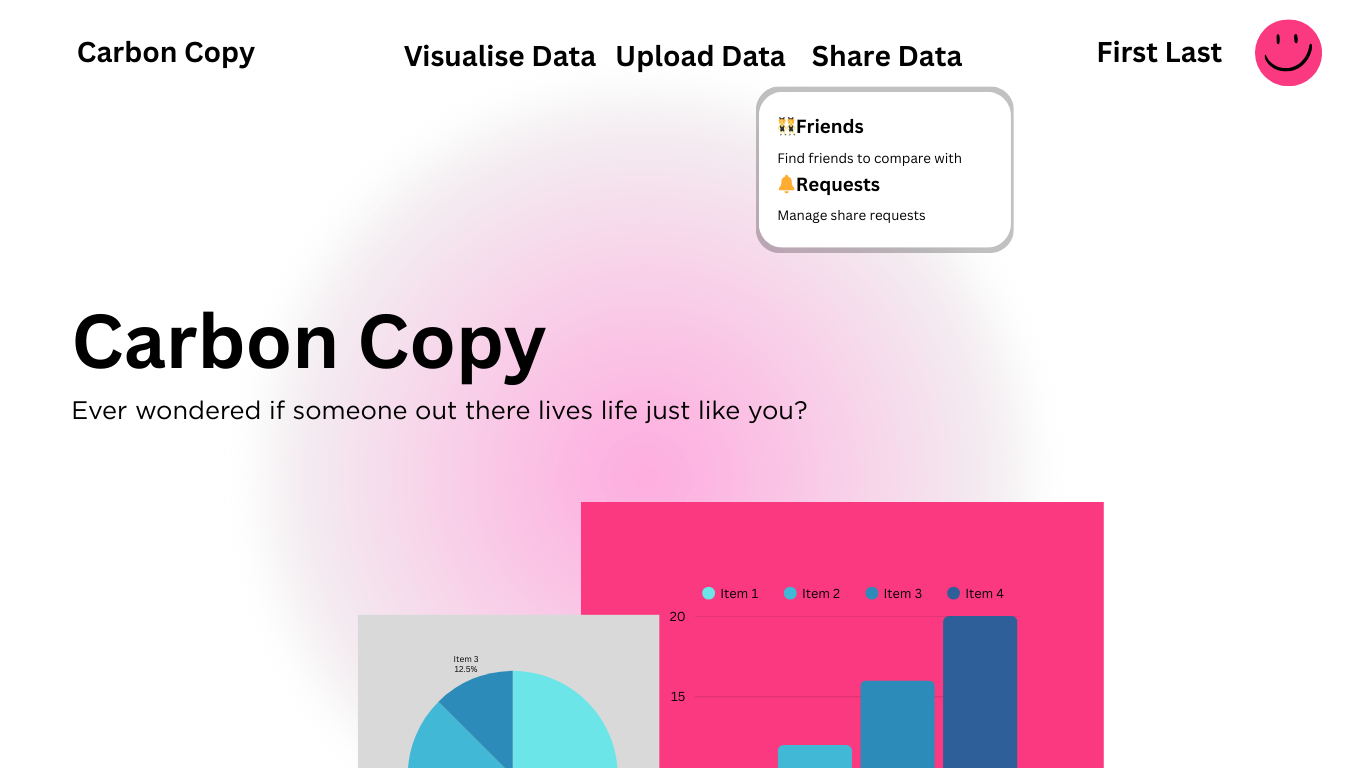 Carbon Copy
Visualise Data
Upload Data
Share Data
First Last
Friends
Find friends to compare with
Requests
Manage share requests
Carbon Copy
Ever wondered if someone out there lives life just like you?
Item 1
Item 2
Item 3
Item 4
20
15
Item 3
12.5%